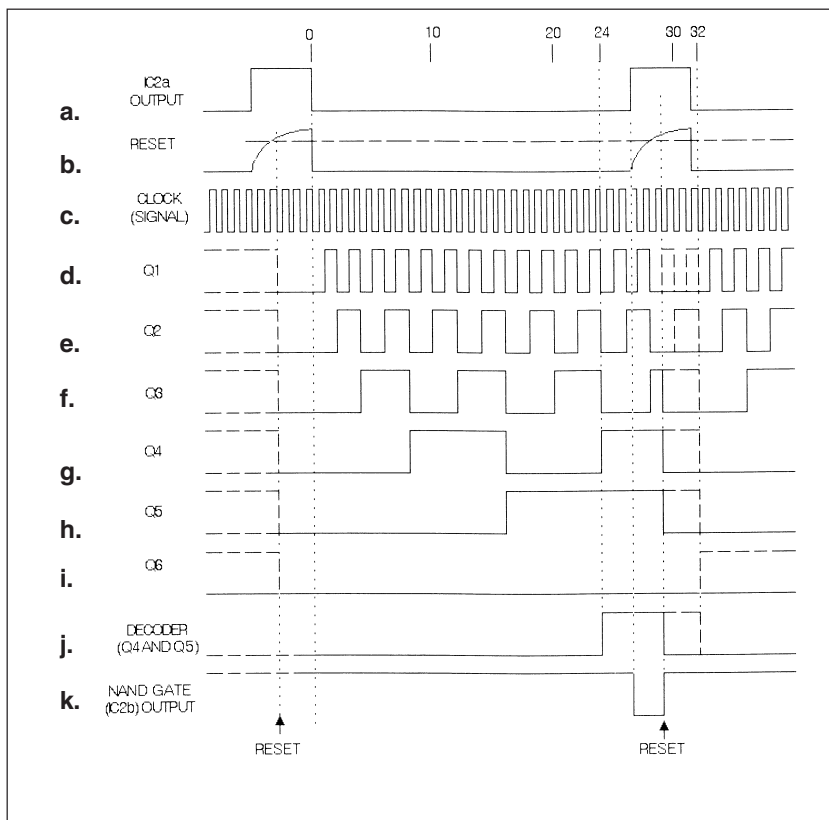 0 10 20 24 30 32
a. IC2a OUTPUT
b. RESET
c. CLOCK (SIGNAL)
d. Q1
e. Q2
f. Q3
g. Q4
h. Q5
i. Q6
j. DECODER (Q4 AND Q5)
k. NAND GATE (IC2b) OUTPUT
RESET RESET